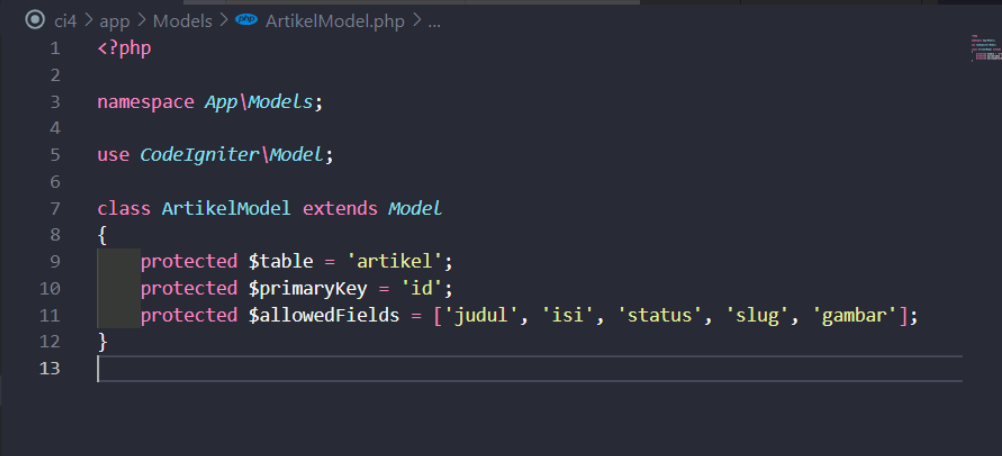 ci4 > app > Models > php ArtikelModel.php > ...
1 <?php
2
3 namespace App\Models;
4
5 use CodeIgniter\Model;
6
7 class ArtikelModel extends Model
8 {
9     protected $table = 'artikel';
10     protected $primaryKey = 'id';
11     protected $allowedFields = ['judul', 'isi', 'status', 'slug', 'gambar'];
12 }
13